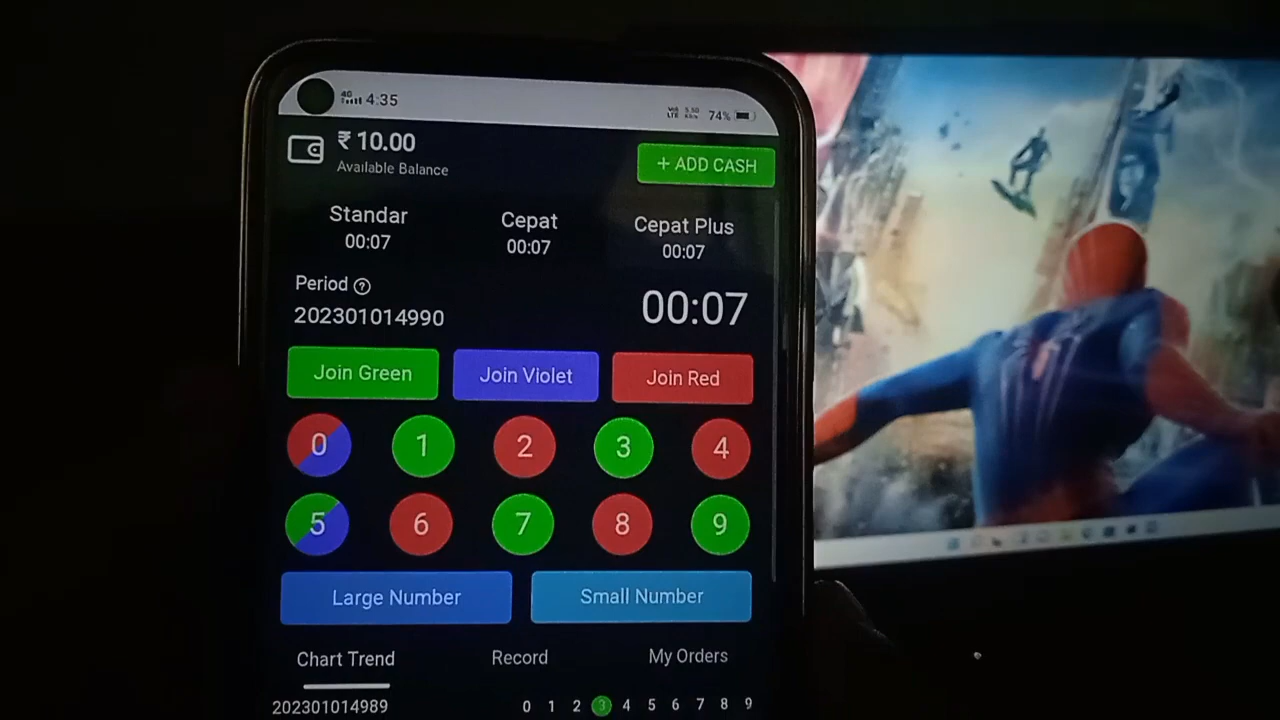 4G 4:35 74%
₹ 10.00
Available Balance
+ ADD CASH
Standar Cepat Cepat Plus
00:07 00:07 00:07
Period ?
202301014990
00:07
Join Green Join Violet Join Red
0 1 2 3 4
5 6 7 8 9
Large Number Small Number
Chart Trend Record My Orders
202301014989 0 1 2 3 4 5 6 7 8 9